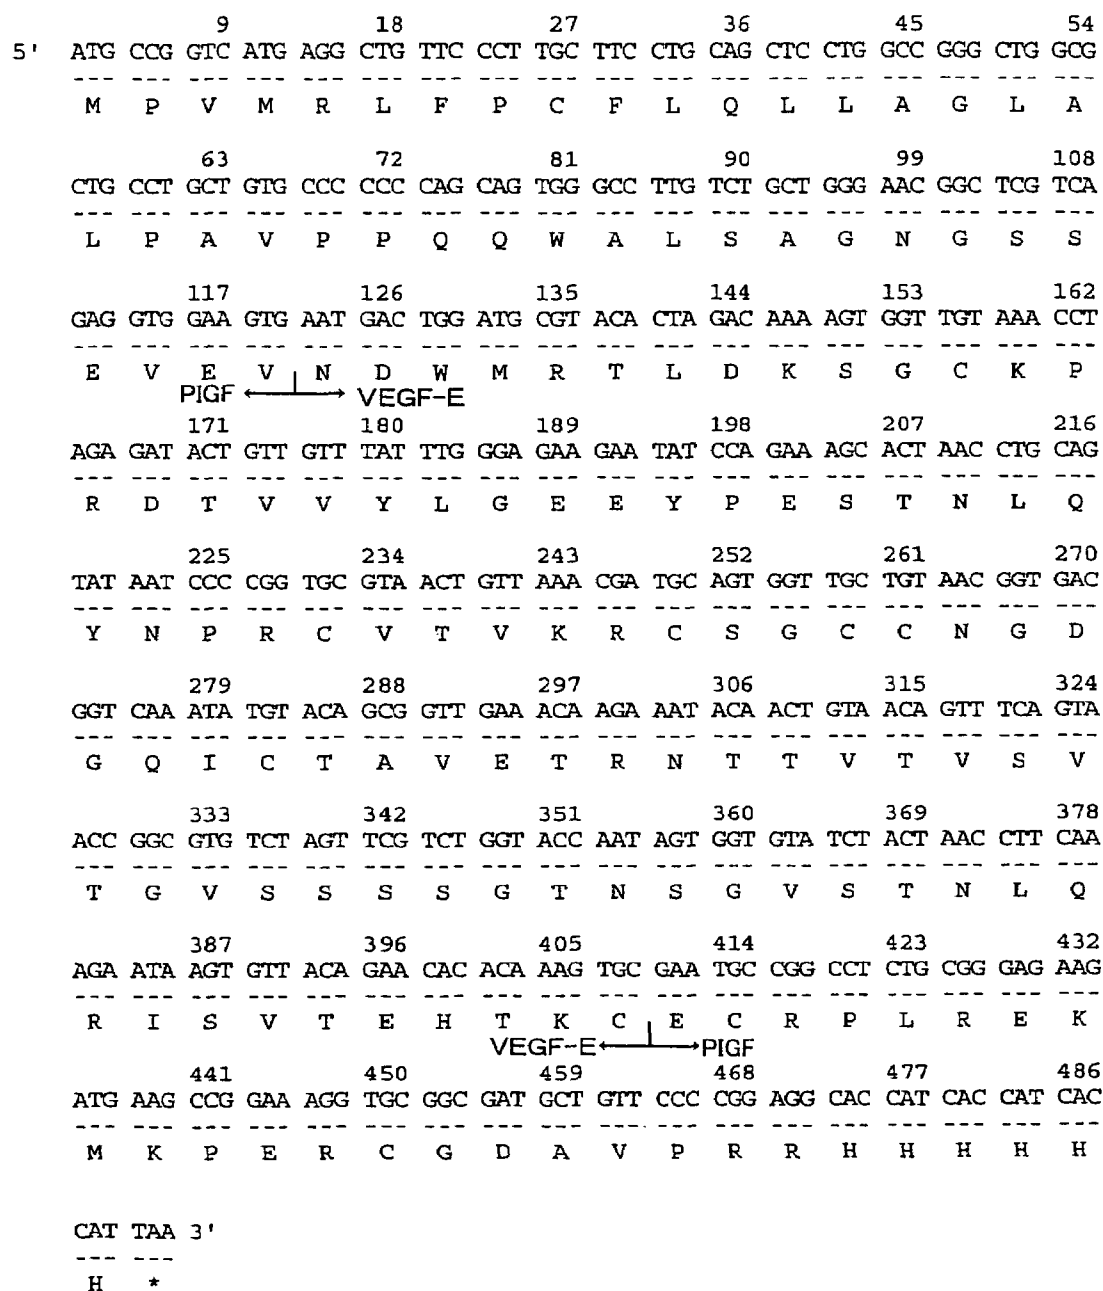 9 18 27 36 45 54
5' ATG CCG GTC ATG AGG CTG TTC CCT TGC TTC CTG CAG CTC CTG GCC GGG CTG GCG
--- --- --- --- --- --- --- --- --- --- --- --- --- --- --- --- --- ---
M P V M R L F P C F L Q L L A G L A
63 72 81 90 99 108
CTG CCT GCT GTG CCC CCC CAG CAG TGG GCC TTG TCT GCT GGG AAC GGC TCG TCA
--- --- --- --- --- --- --- --- --- --- --- --- --- --- --- --- --- ---
L P A V P P Q Q W A L S A G N G S S
117 126 135 144 153 162
GAG GTG GAA GTG AAT GAC TGG ATG CGT ACA CTA GAC AAA AGT GGT TGT AAA CCT
--- --- --- --- --- --- --- --- --- --- --- --- --- --- --- --- --- ---
E V E V N D W M R T L D K S G C K P
PIGF ←→ VEGF-E
171 180 189 198 207 216
AGA GAT ACT GTT GTT TAT TTG GGA GAA GAA TAT CCA GAA AGC ACT AAC CTG CAG
--- --- --- --- --- --- --- --- --- --- --- --- --- --- --- --- --- ---
R D T V V Y L G E E Y P E S T N L Q
225 234 243 252 261 270
TAT AAT CCC CGG TGC GTA ACT GTT AAA CGA TGC AGT GGT TGC TGT AAC GGT GAC
--- --- --- --- --- --- --- --- --- --- --- --- --- --- --- --- --- ---
Y N P R C V T V K R C S G C C N G D
279 288 297 306 315 324
GGT CAA ATA TGT ACA GCG GTT GAA ACA AGA AAT ACA ACT GTA ACA GTT TCA GTA
--- --- --- --- --- --- --- --- --- --- --- --- --- --- --- --- --- ---
G Q I C T A V E T R N T T V T V S V
333 342 351 360 369 378
ACC GGC GTG TCT AGT TCG TCT GGT ACC AAT AGT GGT GTA TCT ACT AAC CTT CAA
--- --- --- --- --- --- --- --- --- --- --- --- --- --- --- --- --- ---
T G V S S S S G T N S G V S T N L Q
387 396 405 414 423 432
AGA ATA AGT GTT ACA GAA CAC ACA AAG TGC GAA TGC CGG CCT CTG CGG GAG AAG
--- --- --- --- --- --- --- --- --- --- --- --- --- --- --- --- --- ---
R I S V T E H T K C E C R P L R E K
VEGF-E ←→ PIGF
441 450 459 468 477 486
ATG AAG CCG GAA AGG TGC GGC GAT GCT GTT CCC CGG AGG CAC CAT CAC CAT CAC
--- --- --- --- --- --- --- --- --- --- --- --- --- --- --- --- --- ---
M K P E R C G D A V P R R H H H H H
CAT TAA 3'
--- ---
H *